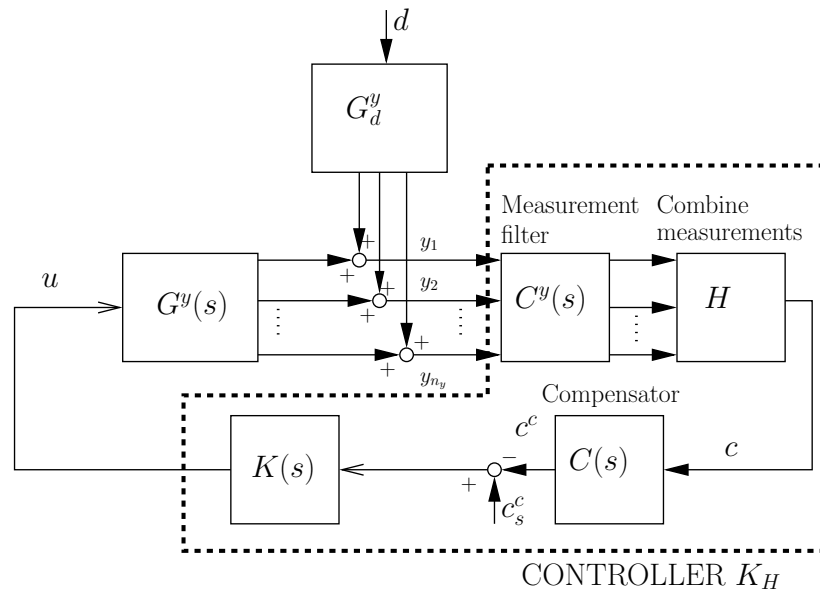 d
G_d^y
Measurement
filter
Combine
measurements
+
+
y_1
u
G^y(s)
+
+
y_2
C^y(s)
H
+
+
y_{n_y}
Compensator
c^c
K(s)
+
−
C(s)
c
c_s^c
CONTROLLER K_H